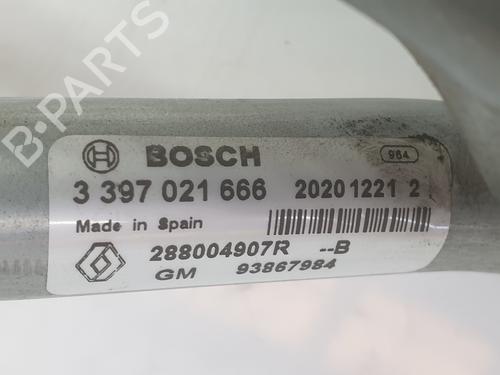 BOSCH 964
3 397 021 666 20201221 2
Made in Spain
288004907R --B
GM 93867984
B-PARTS